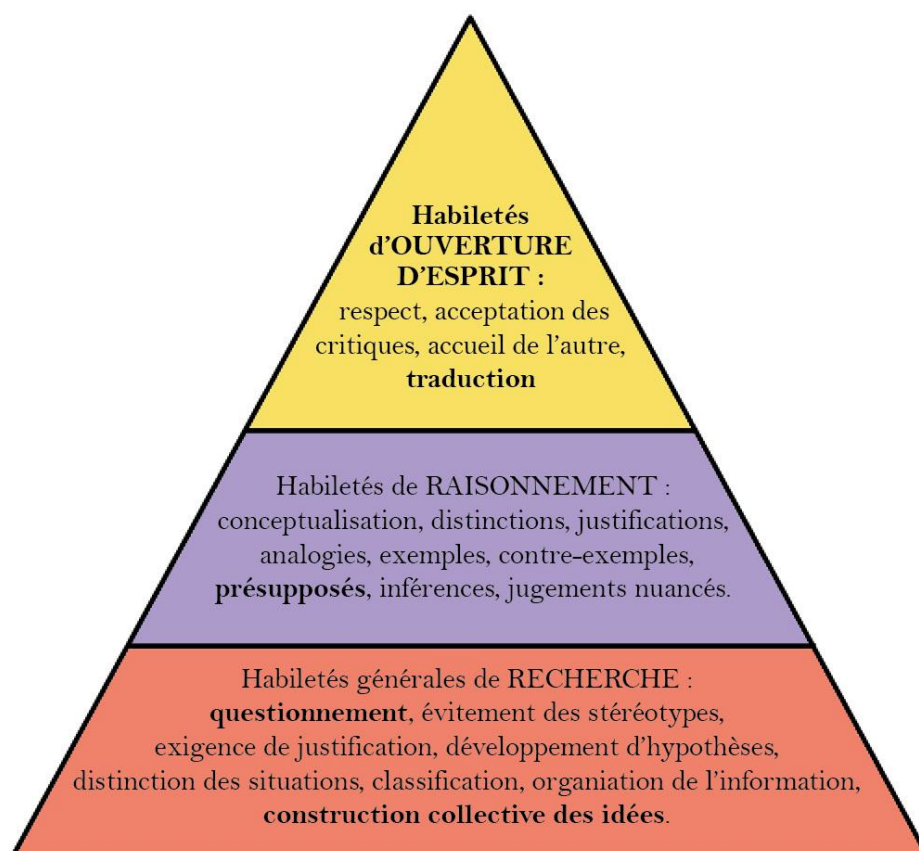 Habiletés
d’OUVERTURE
D’ESPRIT :
respect, acceptation des
critiques, accueil de l’autre,
traduction
Habiletés de RAISONNEMENT :
conceptualisation, distinctions, justifications,
analogies, exemples, contre-exemples,
présupposés, inférences, jugements nuancés.
Habiletés générales de RECHERCHE :
questionnement, évitement des stéréotypes,
exigence de justification, développement d’hypothèses,
distinction des situations, classification, organiation de l’information,
construction collective des idées.